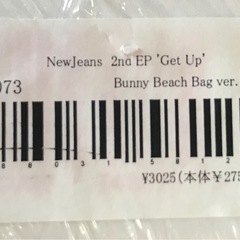 NewJeans 2nd EP 'Get Up'
073 Bunny Beach Bag ver.
¥3025(本体¥275